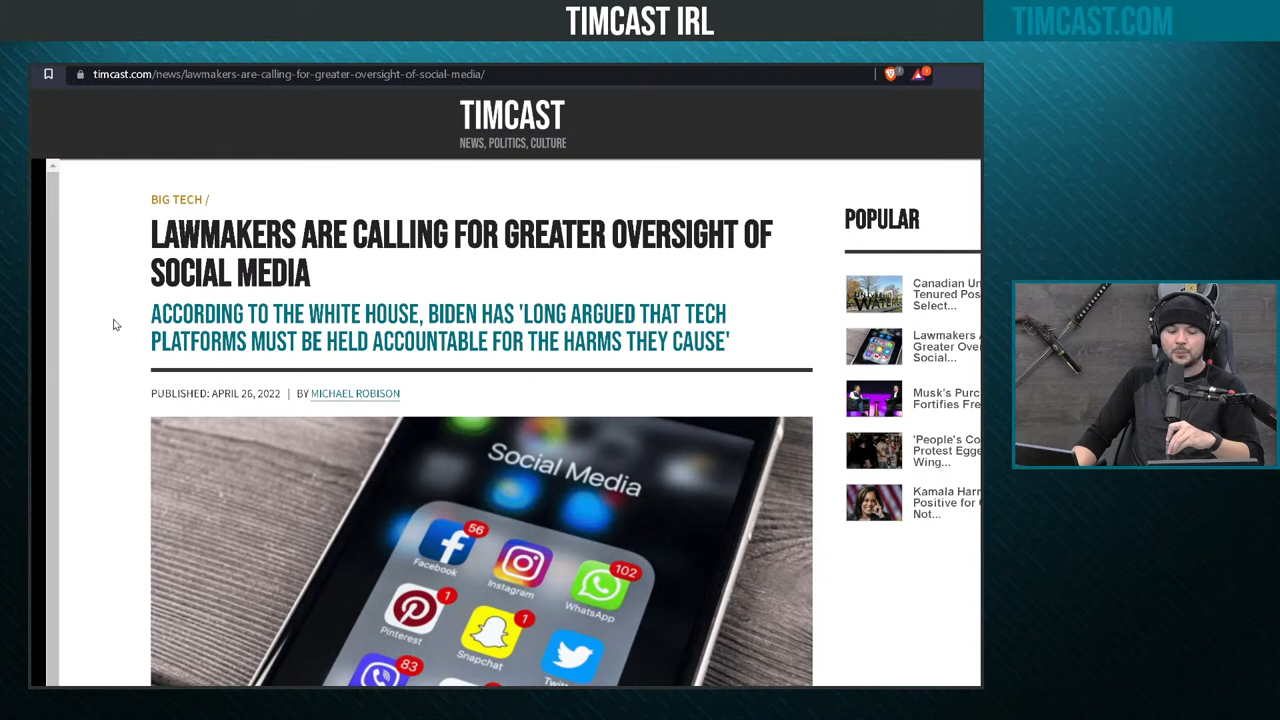 TIMCAST IRL
TIMCAST.COM
timcast.com/news/lawmakers-are-calling-for-greater-oversight-of-social-media/
TIMCAST
NEWS, POLITICS, CULTURE
BIG TECH /
LAWMAKERS ARE CALLING FOR GREATER OVERSIGHT OF
SOCIAL MEDIA
ACCORDING TO THE WHITE HOUSE, BIDEN HAS 'LONG ARGUED THAT TECH
PLATFORMS MUST BE HELD ACCOUNTABLE FOR THE HARMS THEY CAUSE'
PUBLISHED: APRIL 26, 2022 | BY MICHAEL ROBISON
Social Media
56
Facebook
Instagram
102
WhatsApp
1
Pinterest
1
Snapchat
Twit
83
POPULAR
Canadian Un
Tenured Pos
Select...
Lawmakers
Greater Ove
Social...
Musk's Purc
Fortifies Fre
'People's Co
Protest Egge
Wing...
Kamala Harr
Positive for
Not...